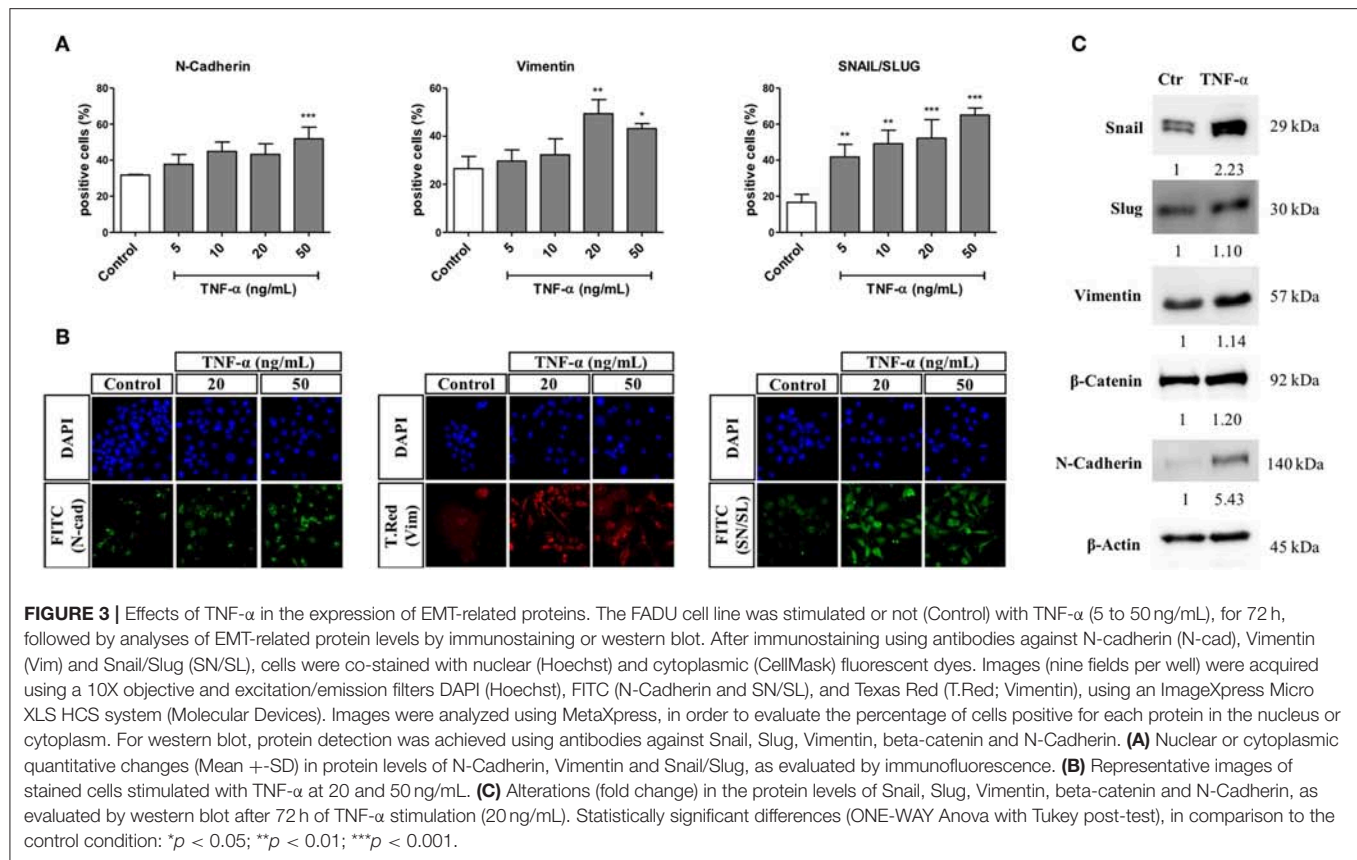 A
N-Cadherin
positive cells (%)
80
60
40
20
0
***
Control
5
10
20
50
TNF-α (ng/mL)
Vimentin
positive cells (%)
60
40
20
0
**
*
Control
5
10
20
50
TNF-α (ng/mL)
SNAIL/SLUG
positive cells (%)
80
60
40
20
0
**
**
***
***
Control
5
10
20
50
TNF-α (ng/mL)
B
TNF-α (ng/mL)
Control
20
50
DAPI
FITC
(N-cad)
TNF-α (ng/mL)
Control
20
50
DAPI
T.Red
(Vim)
TNF-α (ng/mL)
Control
20
50
DAPI
FITC
(SN/SL)
C
Ctr TNF-α
Snail 29 kDa
1 2.23
Slug 30 kDa
1 1.10
Vimentin 57 kDa
1 1.14
β-Catenin 92 kDa
1 1.20
N-Cadherin 140 kDa
1 5.43
β-Actin 45 kDa
FIGURE 3 | Effects of TNF-α in the expression of EMT-related proteins. The FADU cell line was stimulated or not (Control) with TNF-α (5 to 50 ng/mL), for 72 h,
followed by analyses of EMT-related protein levels by immunostaining or western blot. After immunostaining using antibodies against N-cadherin (N-cad), Vimentin
(Vim) and Snail/Slug (SN/SL), cells were co-stained with nuclear (Hoechst) and cytoplasmic (CellMask) fluorescent dyes. Images (nine fields per well) were acquired
using a 10X objective and excitation/emission filters DAPI (Hoechst), FITC (N-Cadherin and SN/SL), and Texas Red (T.Red; Vimentin), using an ImageXpress Micro
XLS HCS system (Molecular Devices). Images were analyzed using MetaXpress, in order to evaluate the percentage of cells positive for each protein in the nucleus or
cytoplasm. For western blot, protein detection was achieved using antibodies against Snail, Slug, Vimentin, beta-catenin and N-Cadherin. (A) Nuclear or cytoplasmic
quantitative changes (Mean +-SD) in protein levels of N-Cadherin, Vimentin and Snail/Slug, as evaluated by immunofluorescence. (B) Representative images of
stained cells stimulated with TNF-α at 20 and 50 ng/mL. (C) Alterations (fold change) in the protein levels of Snail, Slug, Vimentin, beta-catenin and N-Cadherin, as
evaluated by western blot after 72 h of TNF-α stimulation (20 ng/mL). Statistically significant differences (ONE-WAY Anova with Tukey post-test), in comparison to the
control condition: *p < 0.05; **p < 0.01; ***p < 0.001.